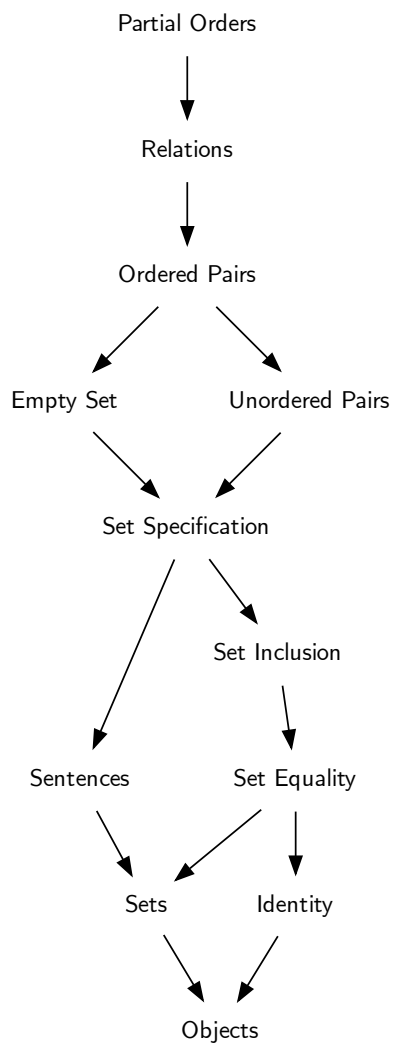 Partial Orders
Relations
Ordered Pairs
Empty Set
Unordered Pairs
Set Specification
Set Inclusion
Sentences
Set Equality
Sets
Identity
Objects